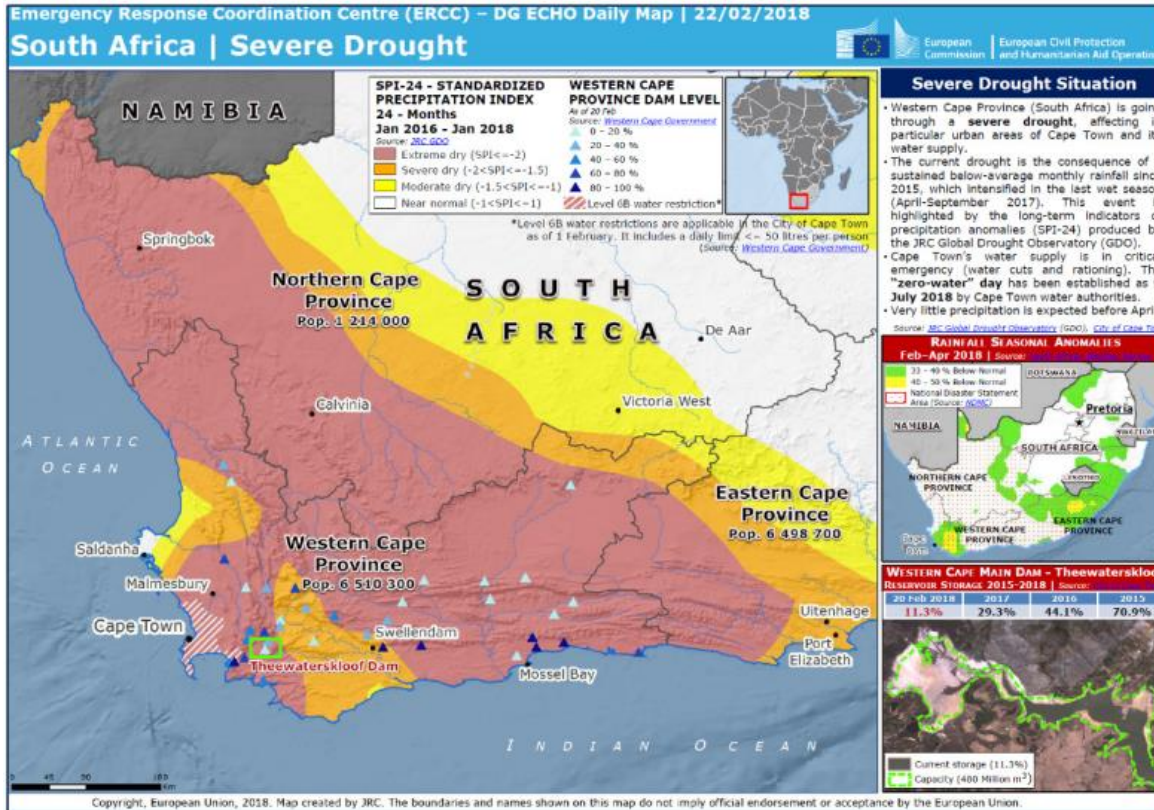 Emergency Response Coordination Centre (ERCC) – DG ECHO Daily Map | 22/02/2018
South Africa | Severe Drought
European Commission
European Civil Protection
and Humanitarian Aid Operation
SPI-24 - STANDARDIZED
PRECIPITATION INDEX
24 - Months
Jan 2016 - Jan 2018
Source: JRC GDO
Extreme dry (SPI<=-2)
Severe dry (-2<SPI<=-1.5)
Moderate dry (-1.5<SPI<=-1)
Near normal (-1<SPI<=1)
WESTERN CAPE
PROVINCE DAM LEVEL
As of 20 Feb
Source: Western Cape Government
0 - 20 %
20 - 40 %
40 - 60 %
60 - 80 %
80 - 100 %
Level 6B water restriction*
*Level 6B water restrictions are applicable in the City of Cape Town
as of 1 February. It includes a daily limit <= 50 litres per person
(Source: Western Cape Government)
NAMIBIA
Springbok
Northern Cape
Province
Pop. 1 214 000
SOUTH
AFRICA
De Aar
Victoria West
Calvinia
ATLANTIC
OCEAN
Eastern Cape
Province
Pop. 6 498 700
Western Cape
Province
Pop. 6 510 300
Saldanha
Malmesbury
Cape Town
Swellendam
Theewaterskloof Dam
Mossel Bay
Uitenhage
Port
Elizabeth
INDIAN OCEAN
Km
Severe Drought Situation
• Western Cape Province (South Africa) is goin
through a severe drought, affecting i
particular urban areas of Cape Town and it
water supply.
• The current drought is the consequence of
sustained below-average monthly rainfall sinc
2015, which intensified in the last wet seaso
(April-September 2017). This event i
highlighted by the long-term indicators o
precipitation anomalies (SPI-24) produced b
the JRC Global Drought Observatory (GDO).
• Cape Town's water supply is in critica
emergency (water cuts and rationing). Th
"zero-water" day has been established as
July 2018 by Cape Town water authorities.
• Very little precipitation is expected before Apri
Source: JRC Global Drought Observatory (GDO), City of Cape To
RAINFALL SEASONAL ANOMALIES
Feb-Apr 2018 | Source:
33 - 40 % Below Normal
40 - 50 % Below Normal
National Disaster Statement
Area (Source: NDMC)
BOTSWANA
NAMIBIA
Pretoria
SWAZILAN
SOUTH AFRICA
LESOTHO
NORTHERN CAPE
PROVINCE
EASTERN CAPE
PROVINCE
WESTERN CAPE
PROVINCE
Cape
Town
WESTERN CAPE MAIN DAM - Theewaterskloo
RESERVOIR STORAGE 2015-2018 | Source:
20 Feb 2018 2017 2016 2015
11.3% 29.3% 44.1% 70.9%
Current storage (11.3%)
Capacity (480 Million m³)
Copyright, European Union, 2018. Map created by JRC. The boundaries and names shown on this map do not imply official endorsement or acceptance by the European Union.